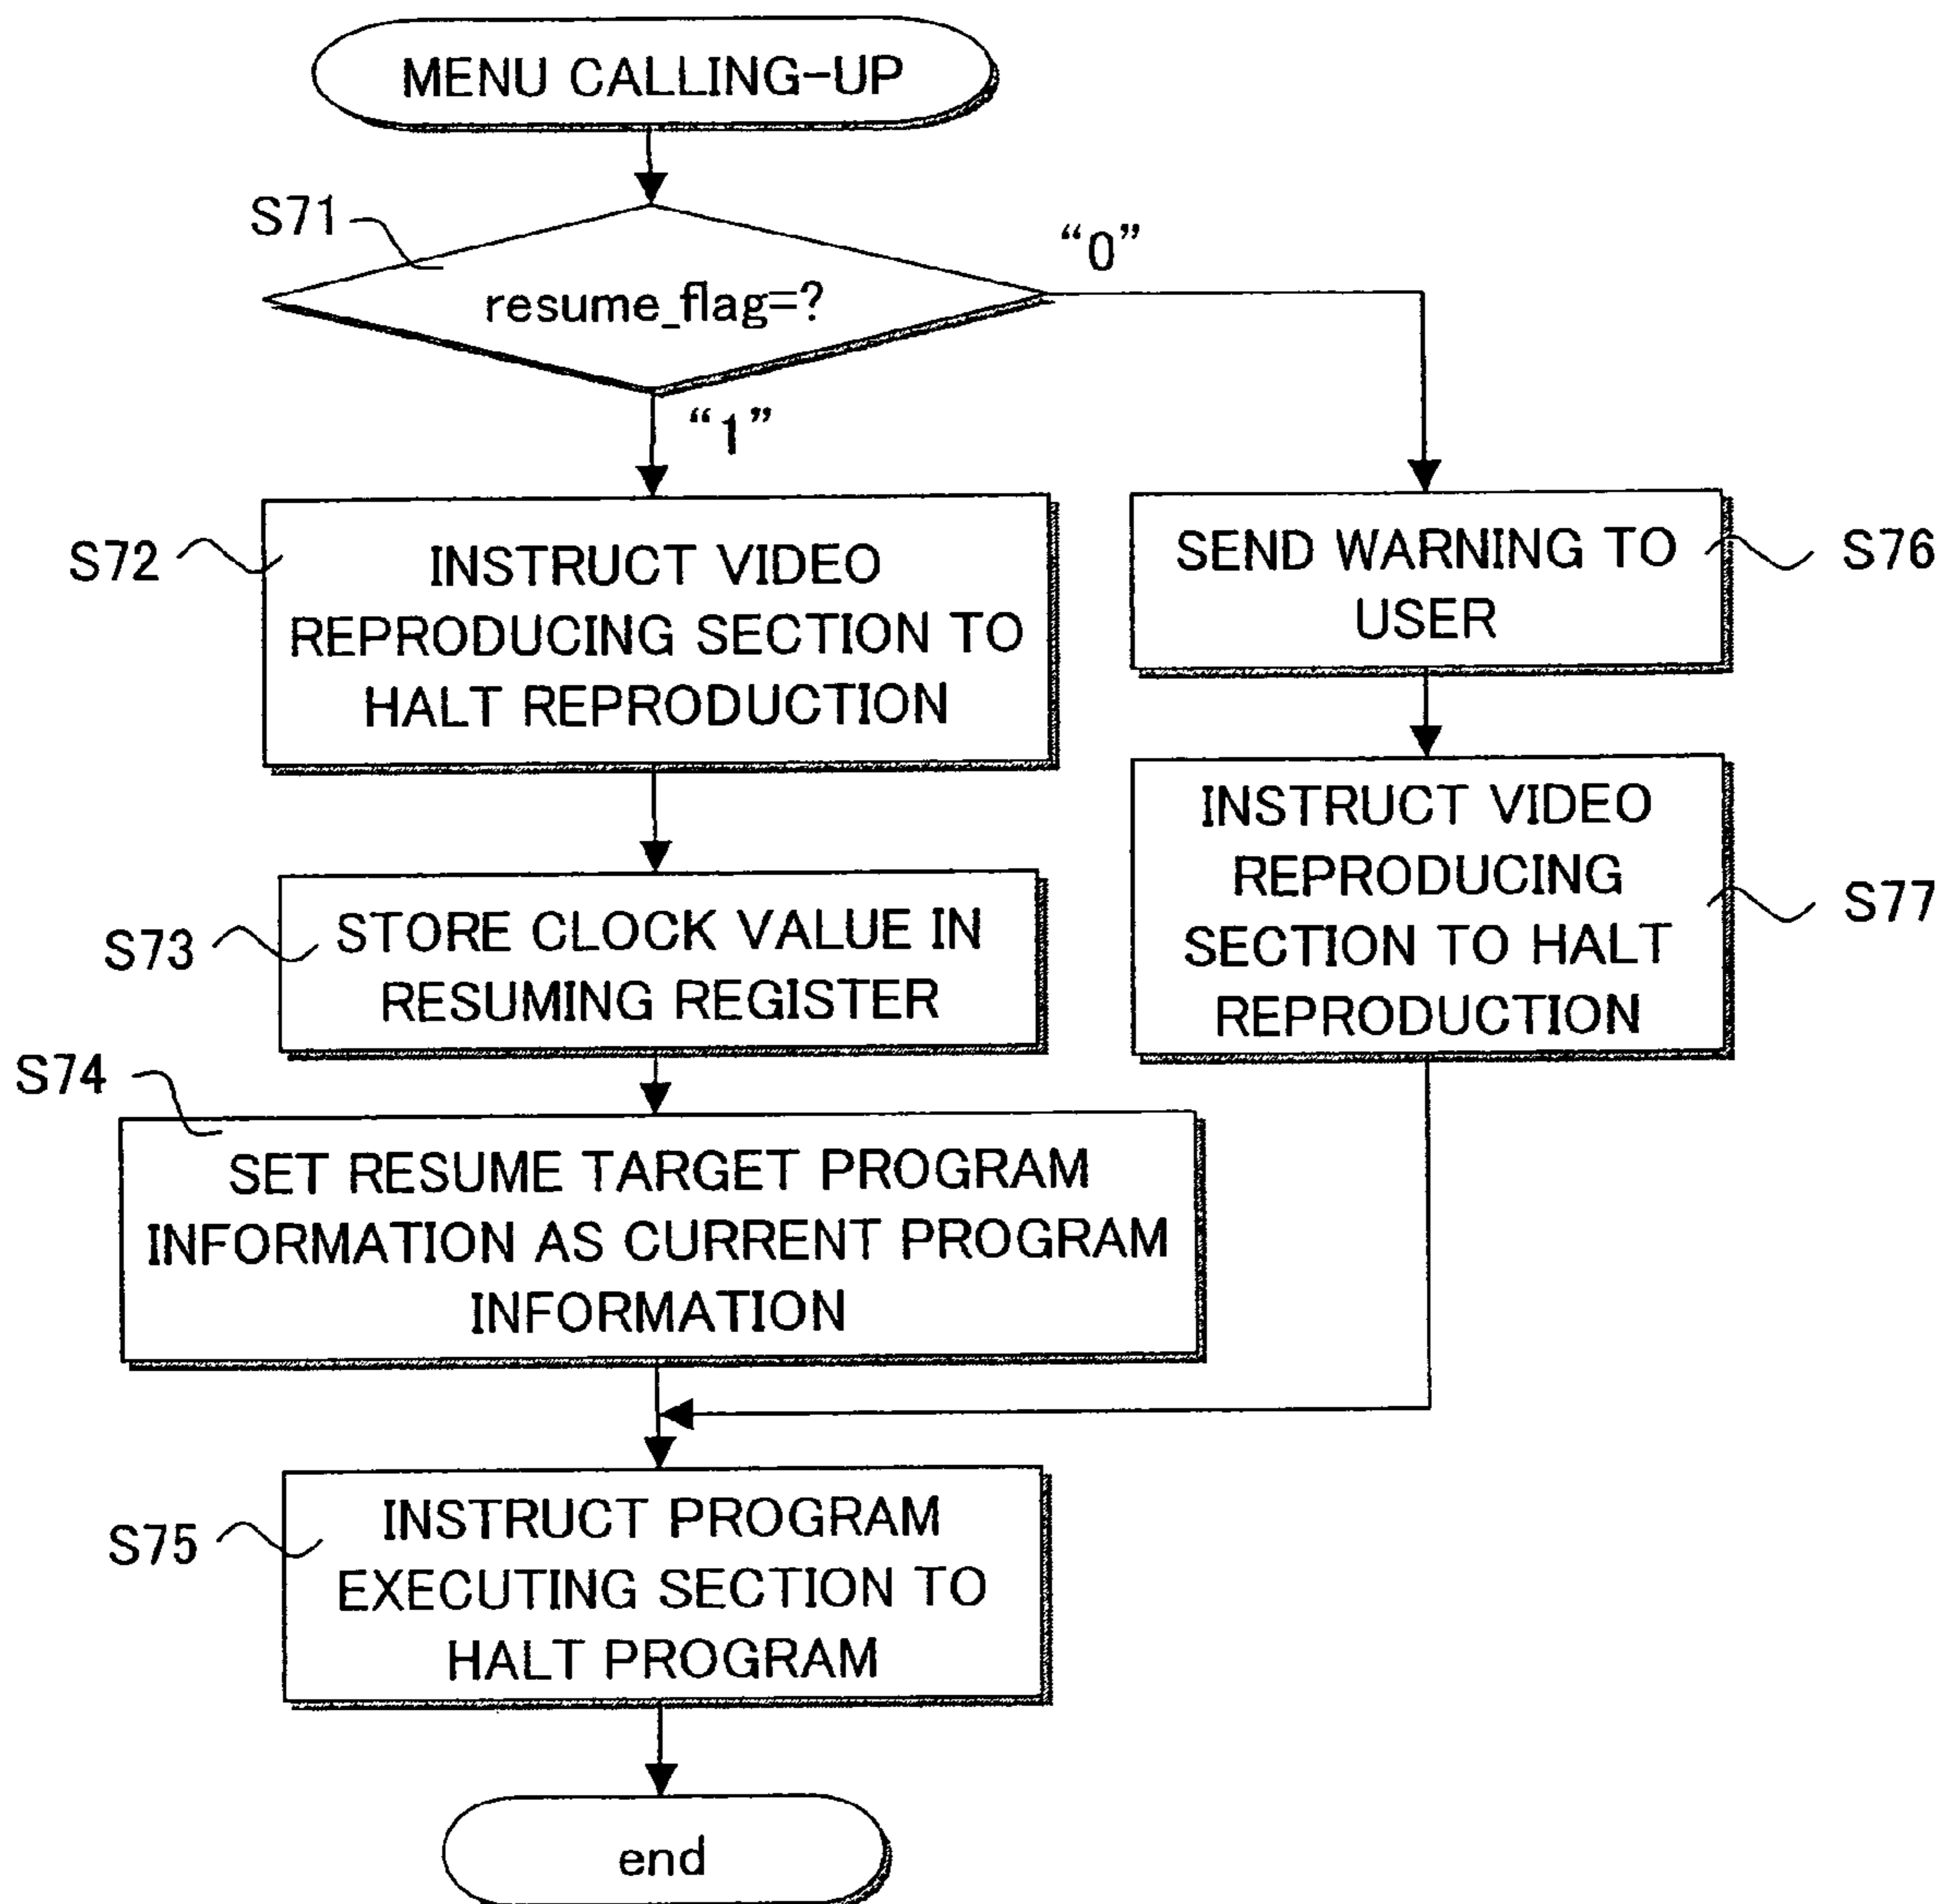 MENU CALLING-UP
S71
resume_flag=?
“0”
“1”
S72
INSTRUCT VIDEO
REPRODUCING SECTION TO
HALT REPRODUCTION
S73
STORE CLOCK VALUE IN
RESUMING REGISTER
S74
SET RESUME TARGET PROGRAM
INFORMATION AS CURRENT PROGRAM
INFORMATION
SEND WARNING TO
USER
S76
INSTRUCT VIDEO
REPRODUCING
SECTION TO HALT
REPRODUCTION
S77
S75
INSTRUCT PROGRAM
EXECUTING SECTION TO
HALT PROGRAM
end